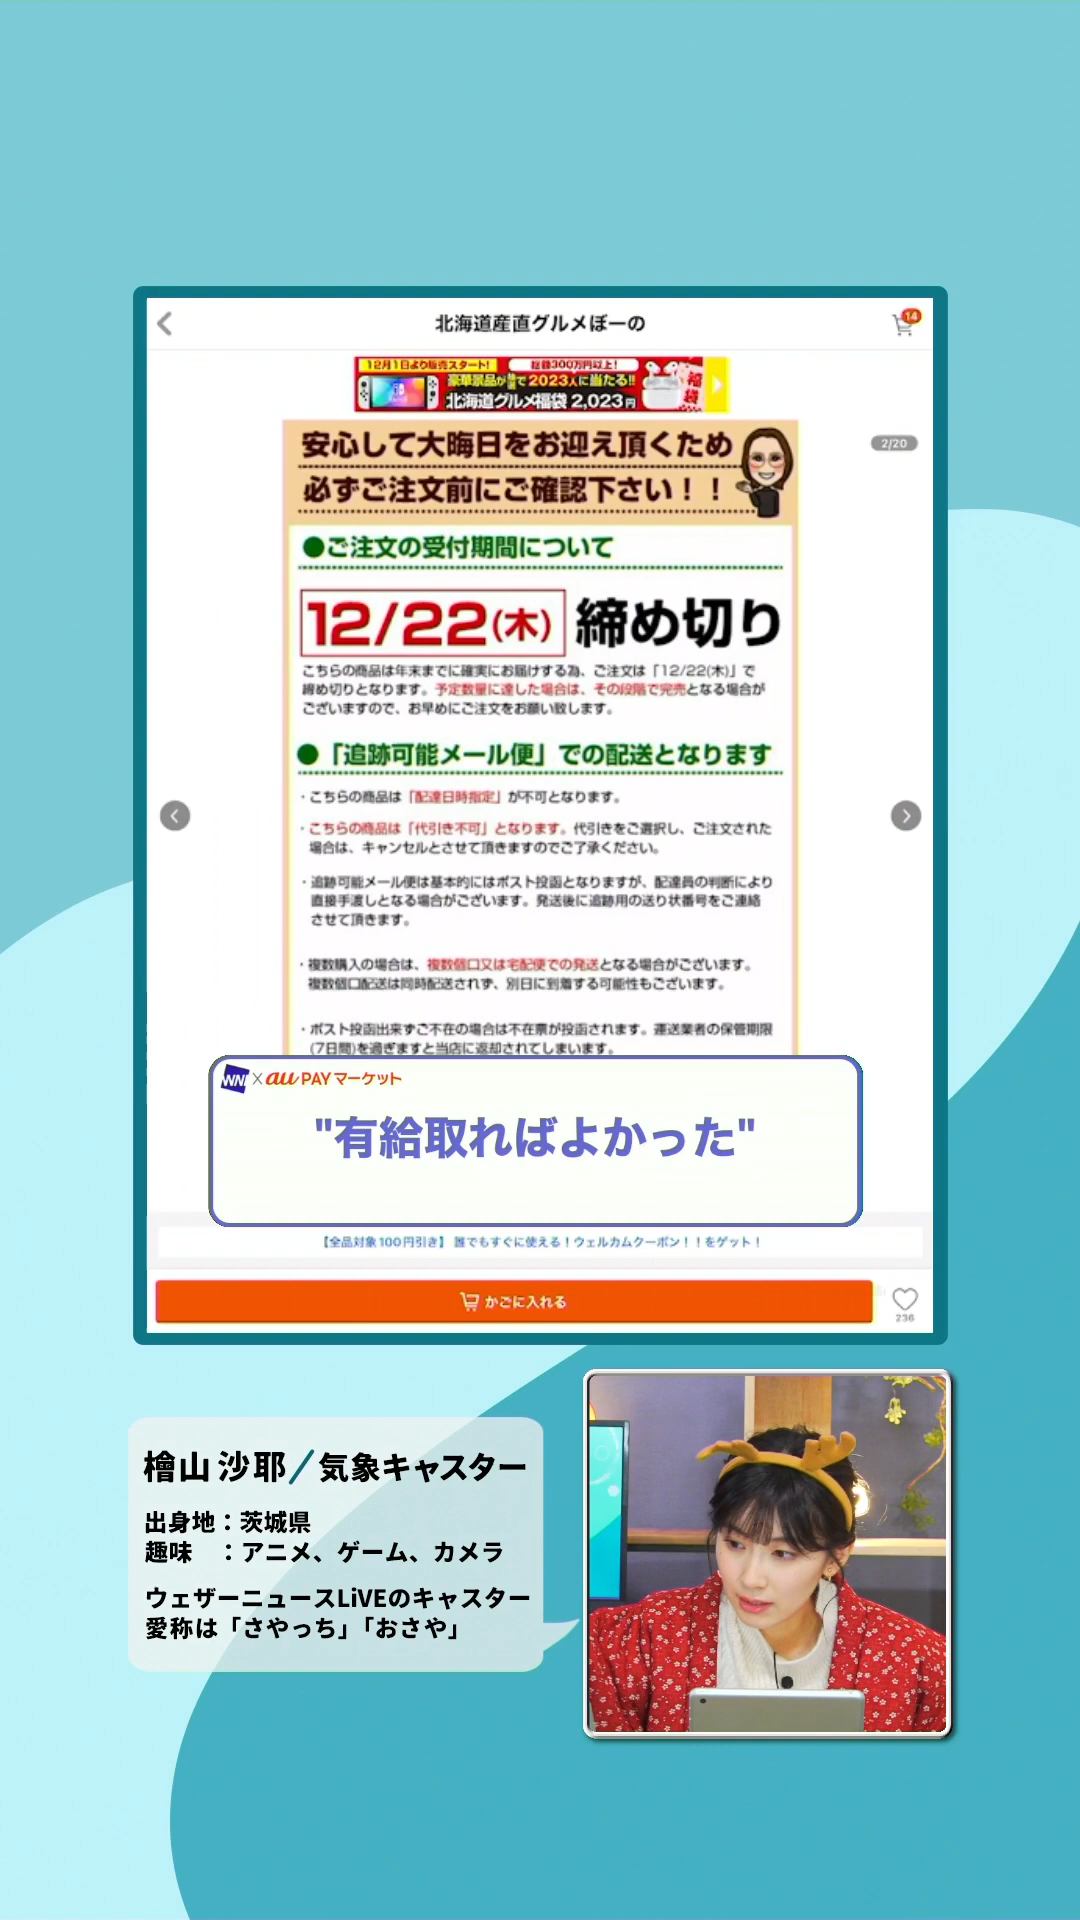 北海道産直グルメぼーの
14
12月1日より販売スタート！ 総額300万円以上！
豪華景品が抽選で2023人に当たる!!
北海道グルメ福袋 2,023円
福袋
2/20
安心して大晦日をお迎え頂くため
必ずご注文前にご確認下さい！！
●ご注文の受付期間について
12/22(木) 締め切り
こちらの商品は年末までに確実にお届けする為、ご注文は「12/22(木)」で
締め切りとなります。予定数量に達した場合は、その段階で完売となる場合が
ございますので、お早めにご注文をお願い致します。
●「追跡可能メール便」での配送となります
・こちらの商品は「配達日時指定」が不可となります。
・こちらの商品は「代引き不可」となります。代引きをご選択し、ご注文された
場合は、キャンセルとさせて頂きますのでご了承ください。
・追跡可能メール便は基本的にはポスト投函となりますが、配達員の判断により
直接手渡しとなる場合がございます。発送後に追跡用の送り状番号をご連絡
させて頂きます。
・複数購入の場合は、複数個口又は宅配便での発送となる場合がございます。
複数個口配送は同時配送されず、別日に到着する可能性もございます。
・ポスト投函出来ずご不在の場合は不在票が投函されます。運送業者の保管期限
(7日間)を過ぎますと当店に返却されてしまいます。
WNI×au PAY マーケット
"有給取ればよかった"
【全品対象100円引き】 誰でもすぐに使える！ウェルカムクーポン！！をゲット！
かごに入れる
236
檜山 沙耶／気象キャスター
出身地：茨城県
趣味　：アニメ、ゲーム、カメラ
ウェザーニュースLiVEのキャスター
愛称は「さやっち」「おさや」